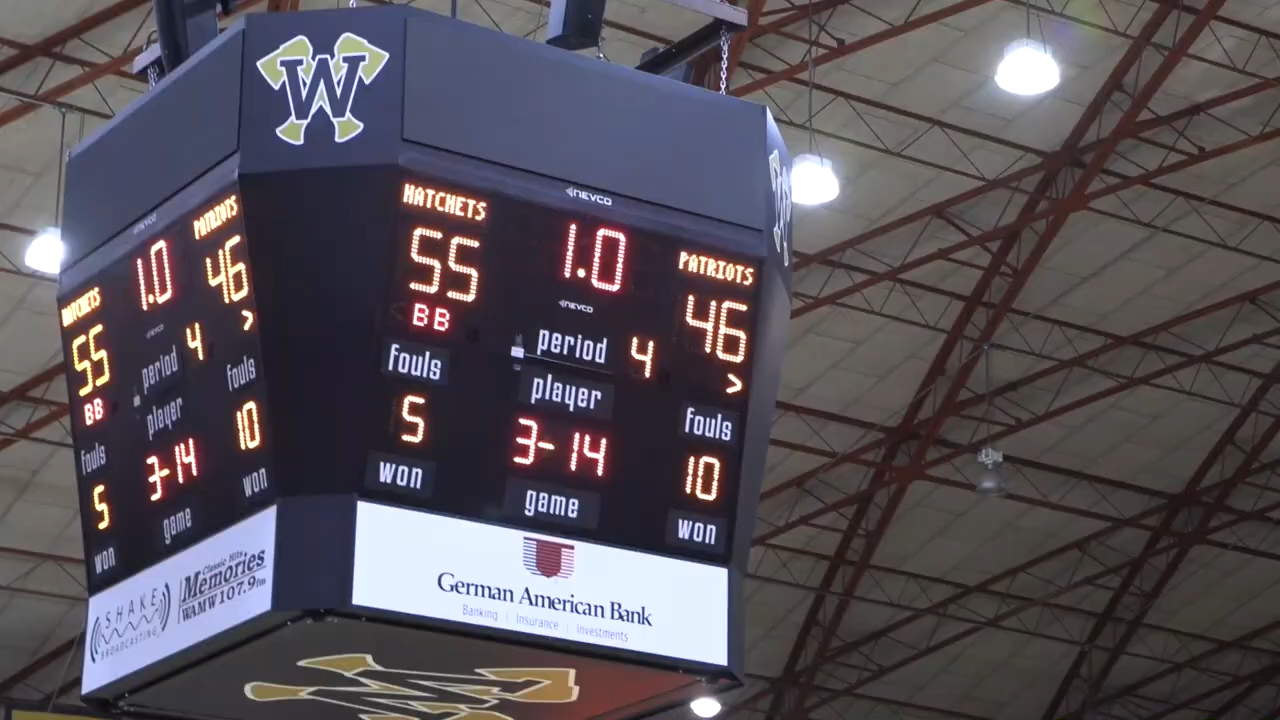 W
NEVCO
HATCHETS 1.0 PATRIOTS
55 46
BB NEVCO >
period 4
fouls player fouls
5 3-14 10
won game won
German American Bank
Banking | Insurance | Investments
NEVCO
HATCHETS 1.0 PATRIOTS
55 46
BB NEVCO >
period 4
fouls player fouls
5 3-14 10
won game won
SHAKE
BROADCASTING
Classic Hits
Memories
WAMW 107.9fm
W
W